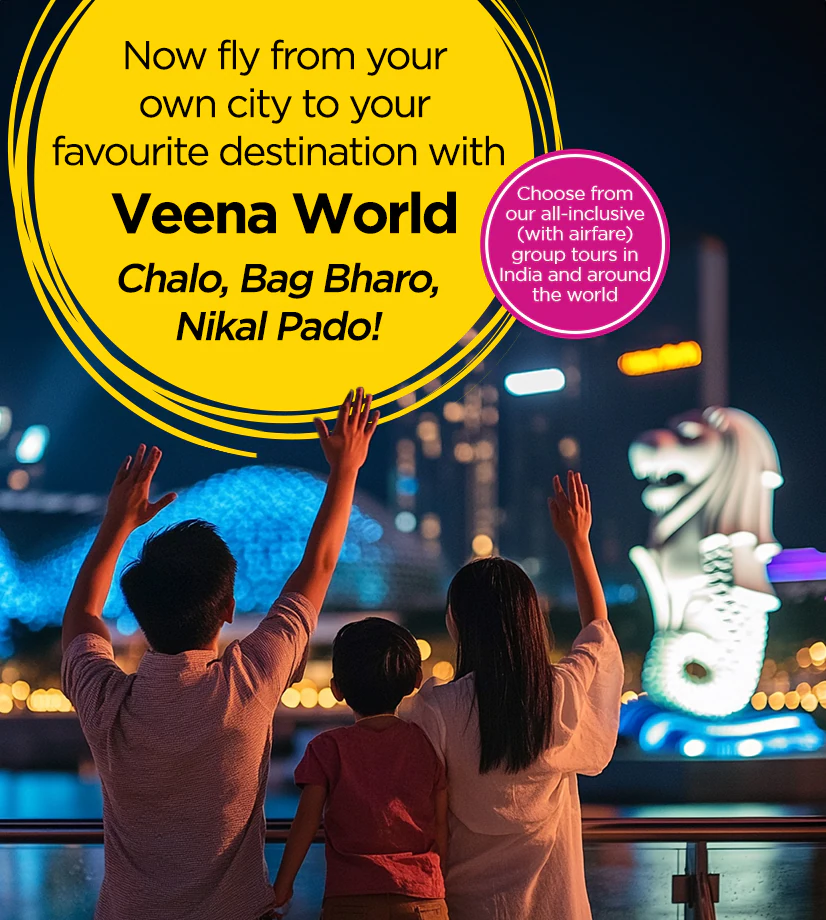 Now fly from your
own city to your
favourite destination with
Veena World
Chalo, Bag Bharo,
Nikal Pado!
Choose from
our all-inclusive
(with airfare)
group tours in
India and around
the world